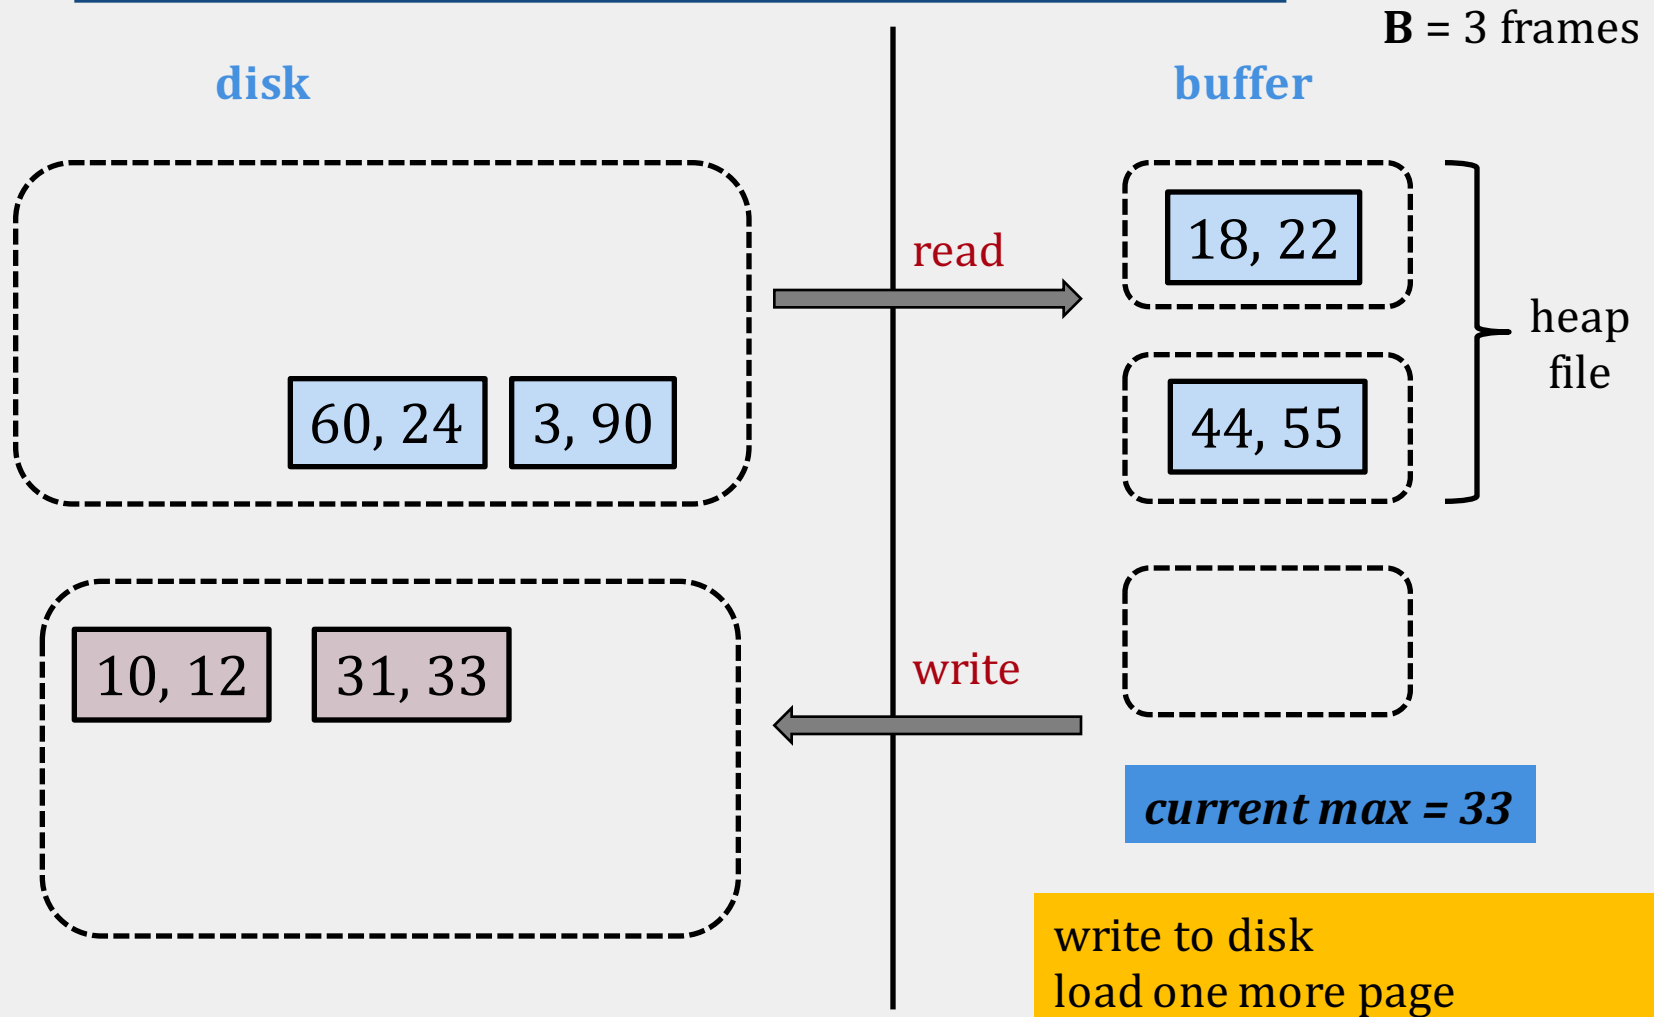 B = 3 frames
disk
buffer
read
18, 22
heap
file
44, 55
60, 24
3, 90
10, 12
31, 33
write
current max = 33
write to disk
load one more page